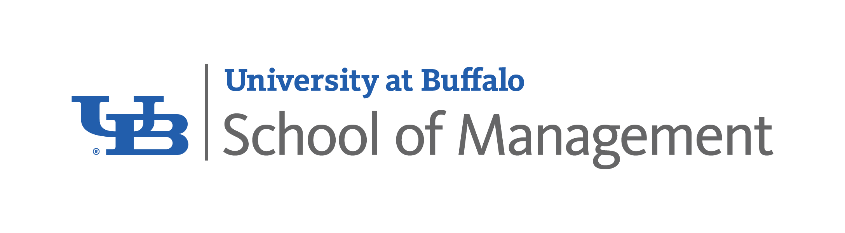 UB®
University at Buffalo
School of Management